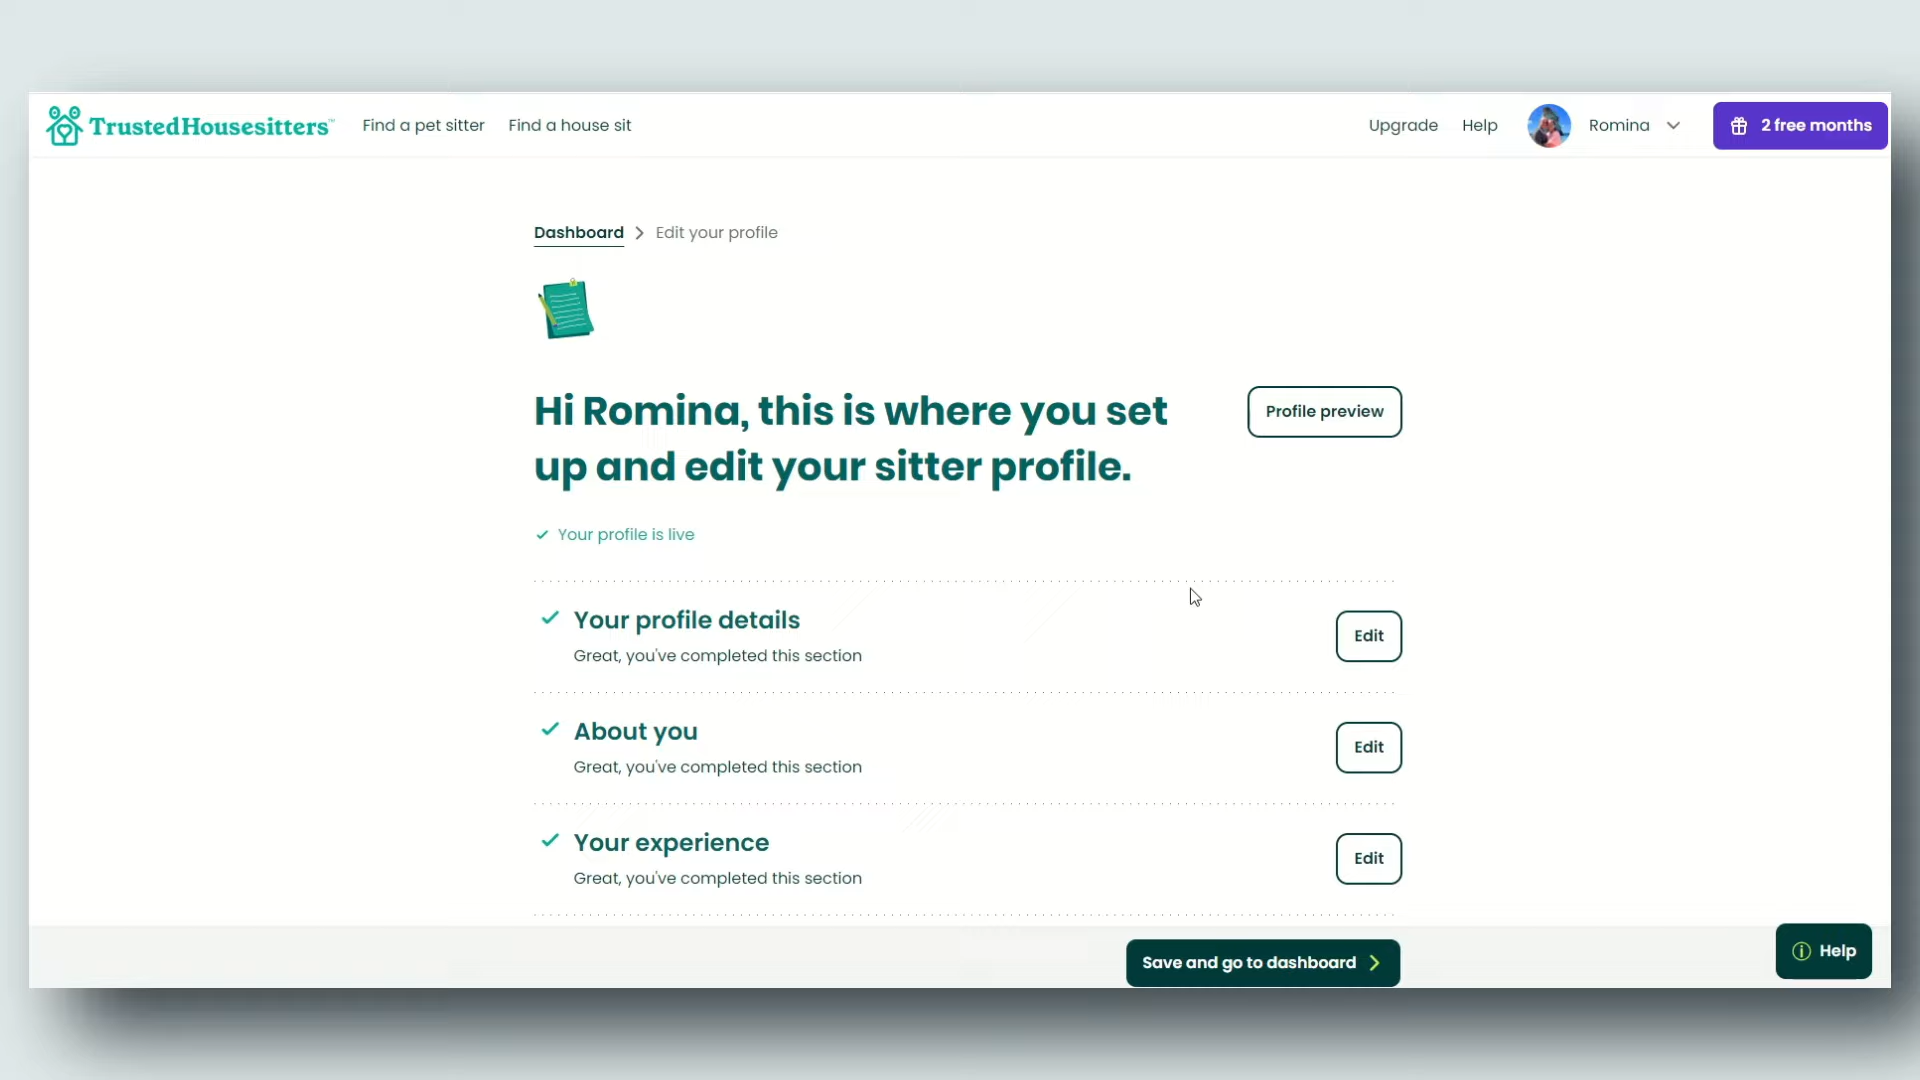 TrustedHousesitters™ Find a pet sitter Find a house sit Upgrade Help Romina 2 free months
Dashboard Edit your profile
Hi Romina, this is where you set
up and edit your sitter profile.
Profile preview
Your profile is live
Your profile details
Great, you've completed this section
Edit
About you
Great, you've completed this section
Edit
Your experience
Great, you've completed this section
Edit
Save and go to dashboard
Help